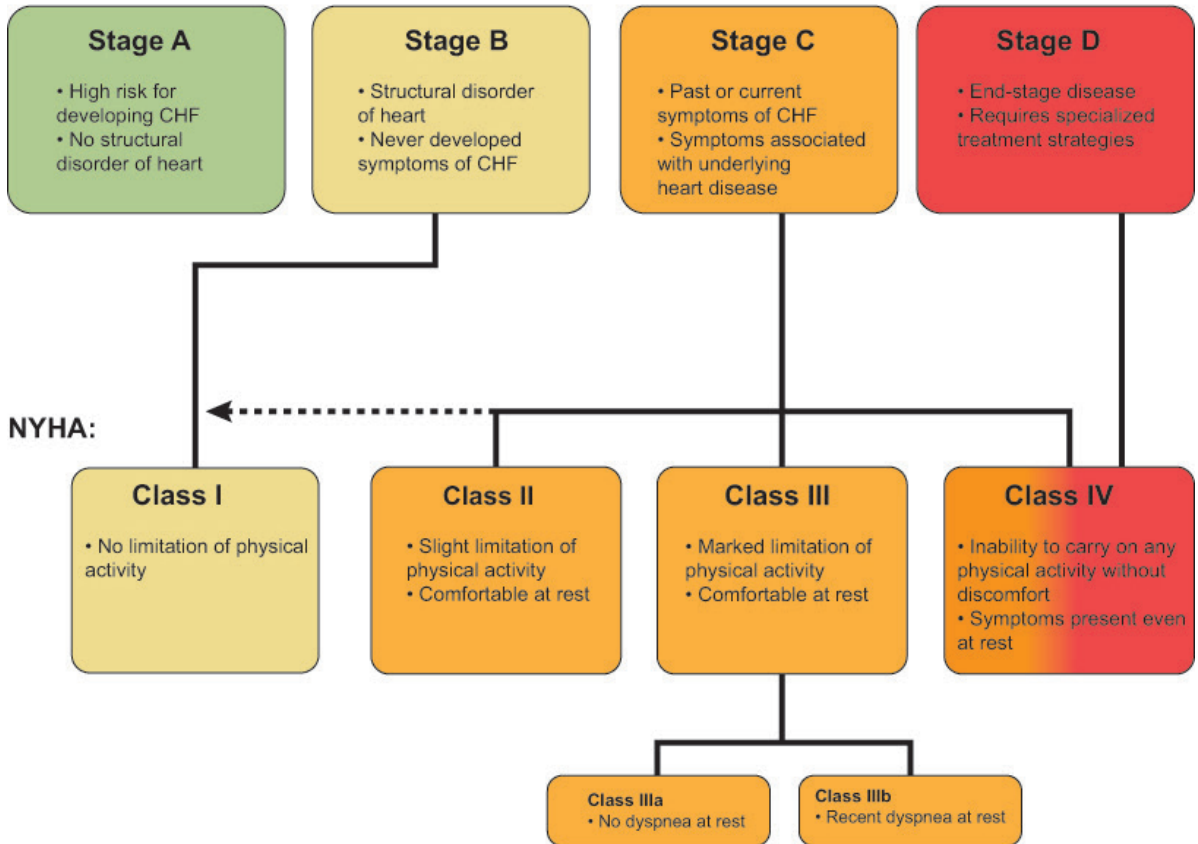 Stage A
• High risk for
developing CHF
• No structural
disorder of heart
Stage B
• Structural disorder
of heart
• Never developed
symptoms of CHF
Stage C
• Past or current
symptoms of CHF
• Symptoms associated
with underlying
heart disease
Stage D
• End-stage disease
• Requires specialized
treatment strategies
NYHA:
Class I
• No limitation of physical
activity
Class II
• Slight limitation of
physical activity
• Comfortable at rest
Class III
• Marked limitation of
physical activity
• Comfortable at rest
Class IV
• Inability to carry on any
physical activity without
discomfort
• Symptoms present even
at rest
Class IIIa
• No dyspnea at rest
Class IIIb
• Recent dyspnea at rest